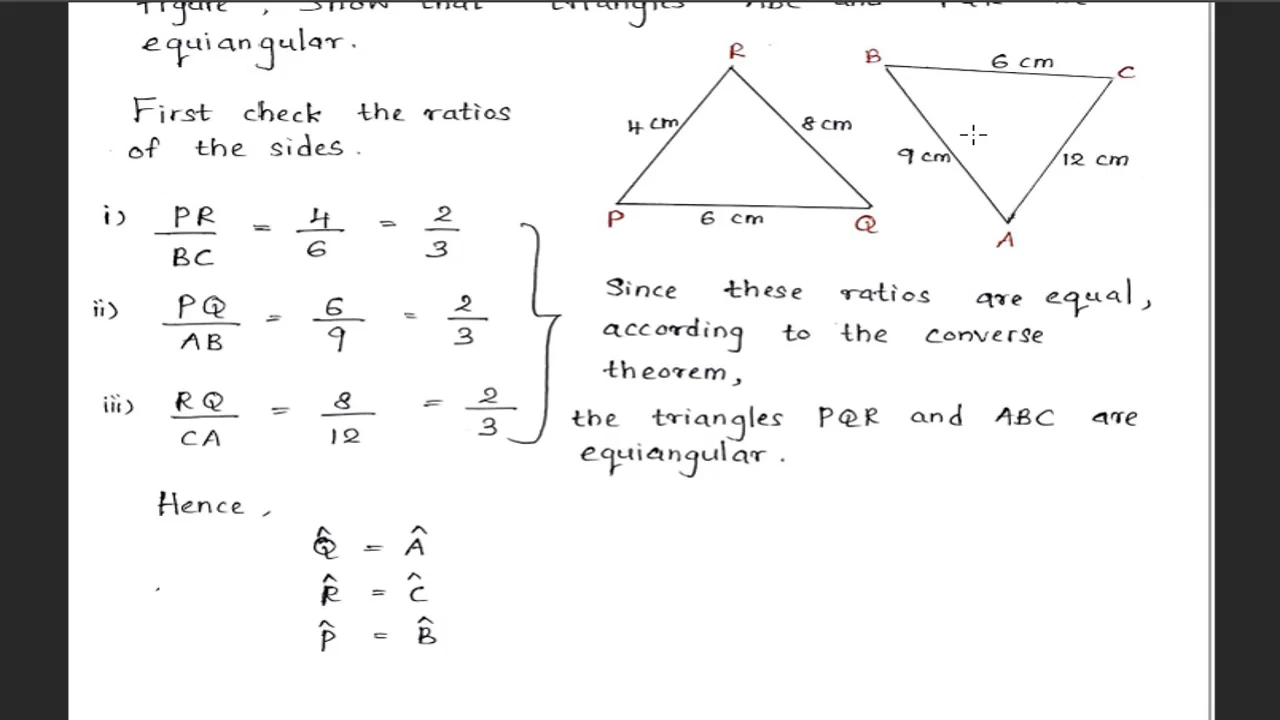 equiangular.
First check the ratios
of the sides.
i) PR/BC = 4/6 = 2/3
ii) PQ/AB = 6/9 = 2/3
iii) RQ/CA = 8/12 = 2/3
R
4 cm
8 cm
P
6 cm
Q
B
6 cm
C
9 cm
12 cm
A
Since these ratios are equal,
according to the converse
theorem,
the triangles PQR and ABC are
equiangular.
Hence,
Q̂ = Â
R̂ = Ĉ
P̂ = B̂